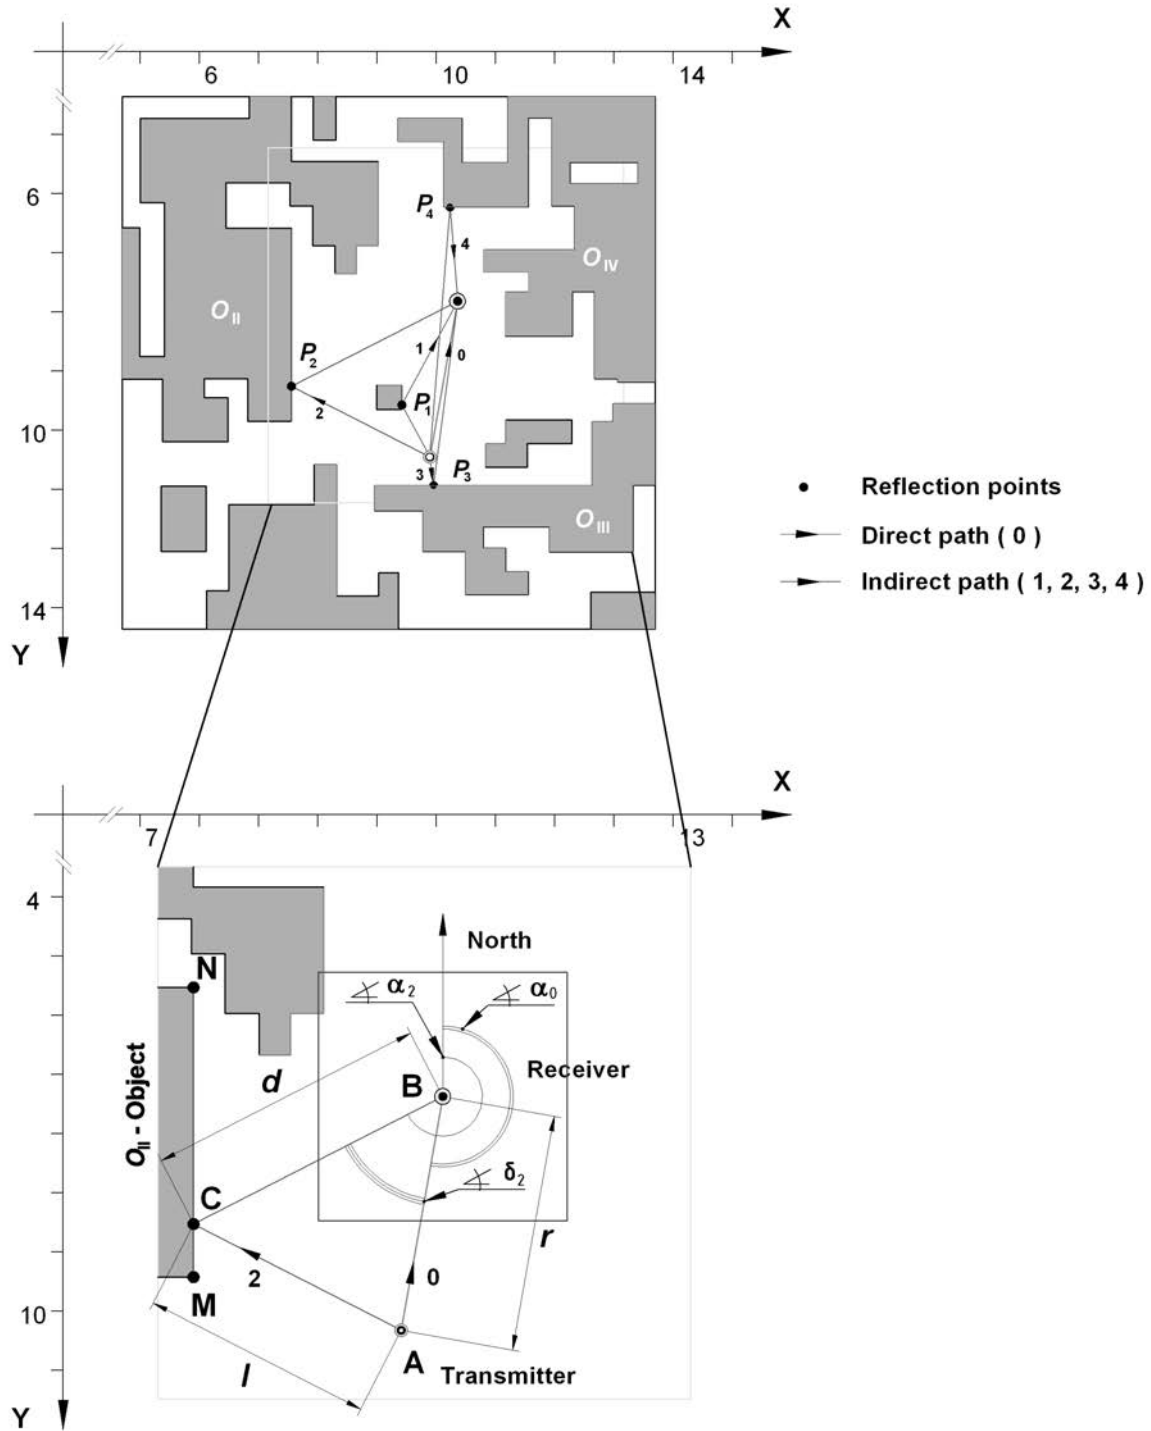 X
6 10 14
6
P4
4
OIV
OII
1
0
P2
P1
2
10
3
P3
OIII
Reflection points
Direct path ( 0 )
Indirect path ( 1, 2, 3, 4 )
14
Y
X
7 13
4
North
N
α2
α0
Receiver
d
B
OII - Object
δ2
C
r
2
0
10
M
A
l
Transmitter
Y